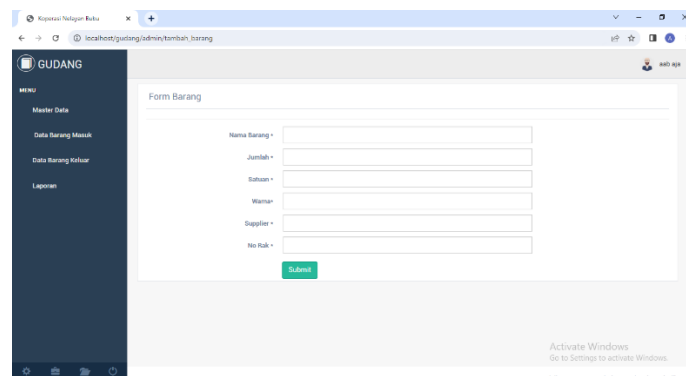 Koperasi Nelayan Baku
localhost/gudang/admin/tambah_barang
GUDANG
aab aja
MENU
Master Data
Data Barang Masuk
Data Barang Keluar
Laporan
Form Barang
Nama Barang *
Jumlah *
Satuan *
Warna*
Supplier *
No Rak *
Submit
Activate Windows
Go to Settings to activate Windows.